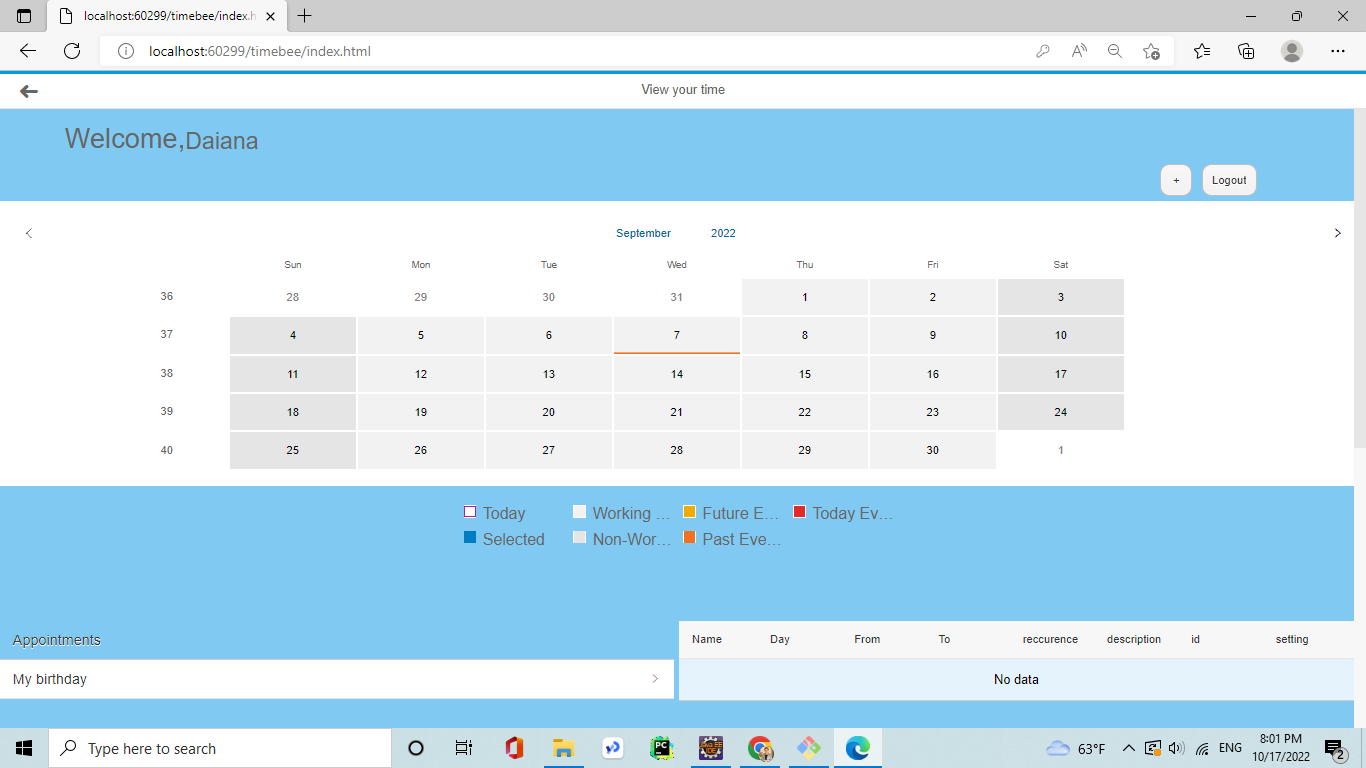 localhost:60299/timebee/index.h
localhost:60299/timebee/index.html
View your time
Welcome,Daiana
+ Logout
September 2022
Sun Mon Tue Wed Thu Fri Sat
36 28 29 30 31 1 2 3
37 4 5 6 7 8 9 10
38 11 12 13 14 15 16 17
39 18 19 20 21 22 23 24
40 25 26 27 28 29 30 1
Today Working ... Future E... Today Ev...
Selected Non-Wor... Past Eve...
Appointments
Name Day From To reccurence description id setting
My birthday
No data
Type here to search
PC
Java EE
IDE
63°F
ENG
8:01 PM
10/17/2022
2